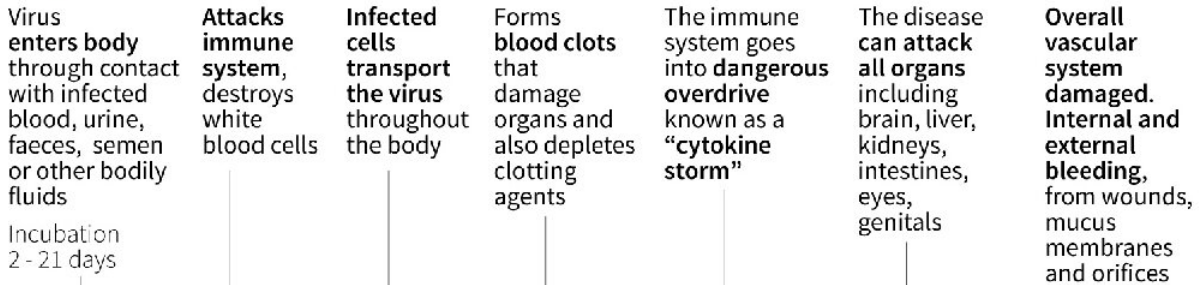 Virus
enters body
through contact
with infected
blood, urine,
faeces, semen
or other bodily
fluids
Incubation
2 - 21 days
Attacks
immune
system,
destroys
white
blood cells
Infected
cells
transport
the virus
throughout
the body
Forms
blood clots
that
damage
organs and
also depletes
clotting
agents
The immune
system goes
into dangerous
overdrive
known as a
“cytokine
storm”
The disease
can attack
all organs
including
brain, liver,
kidneys,
intestines,
eyes,
genitals
Overall
vascular
system
damaged.
Internal and
external
bleeding,
from wounds,
mucus
membranes
and orifices